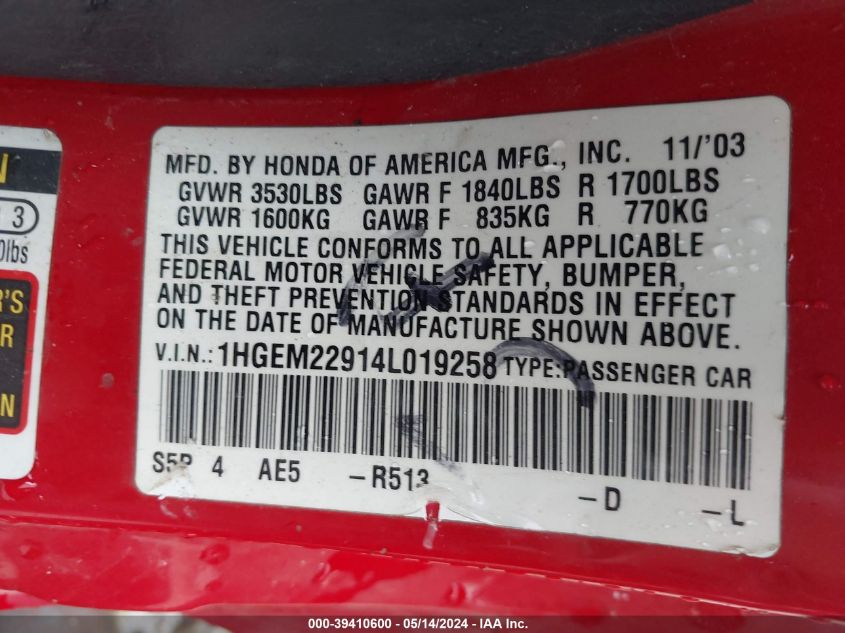 MFD. BY HONDA OF AMERICA MFG., INC. 11/'03
GVWR 3530LBS GAWR F 1840LBS R 1700LBS
GVWR 1600KG GAWR F 835KG R 770KG
THIS VEHICLE CONFORMS TO ALL APPLICABLE
FEDERAL MOTOR VEHICLE SAFETY, BUMPER,
AND THEFT PREVENTION STANDARDS IN EFFECT
ON THE DATE OF MANUFACTURE SHOWN ABOVE.
V.I.N.: 1HGEM22914L019258 TYPE:PASSENGER CAR
S5P 4 AE5 -R513 -D -L
N
3
0lbs
R'S
R
N
000-39410600 - 05/14/2024 - IAA Inc.